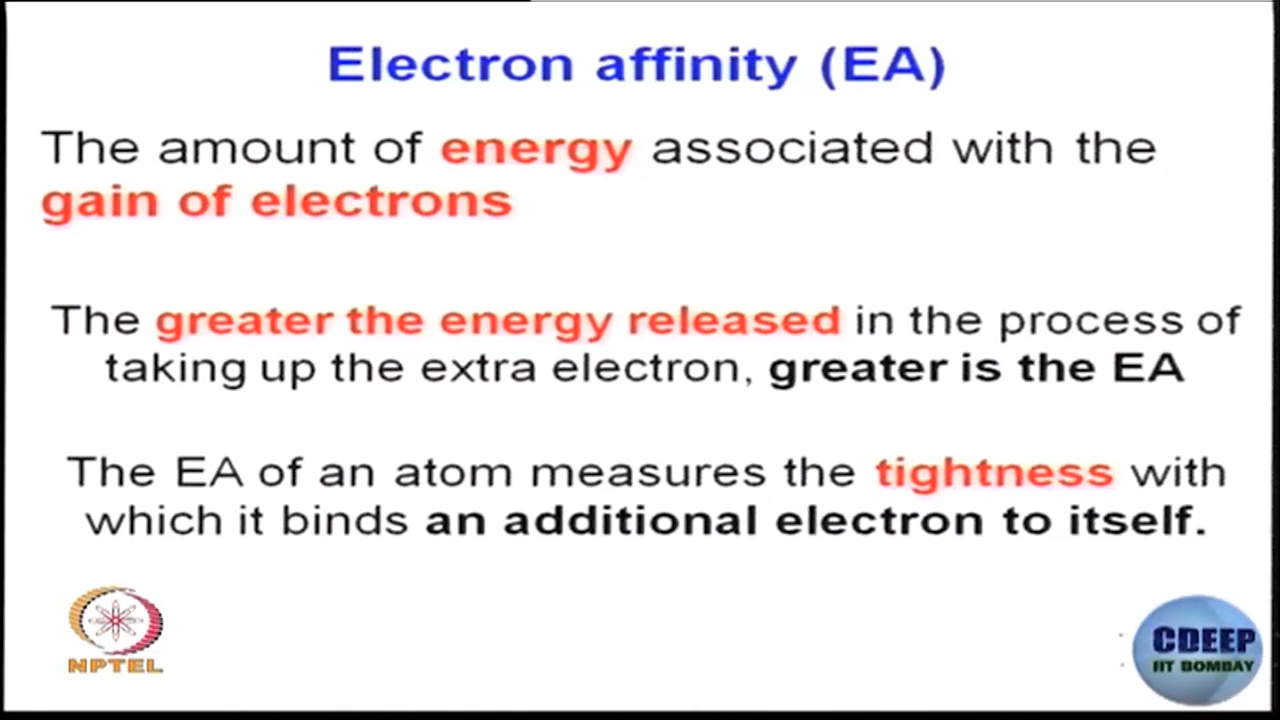 Electron affinity (EA)
The amount of energy associated with the
gain of electrons
The greater the energy released in the process of
taking up the extra electron, greater is the EA
The EA of an atom measures the tightness with
which it binds an additional electron to itself.
NPTEL
CDEEP
IIT BOMBAY